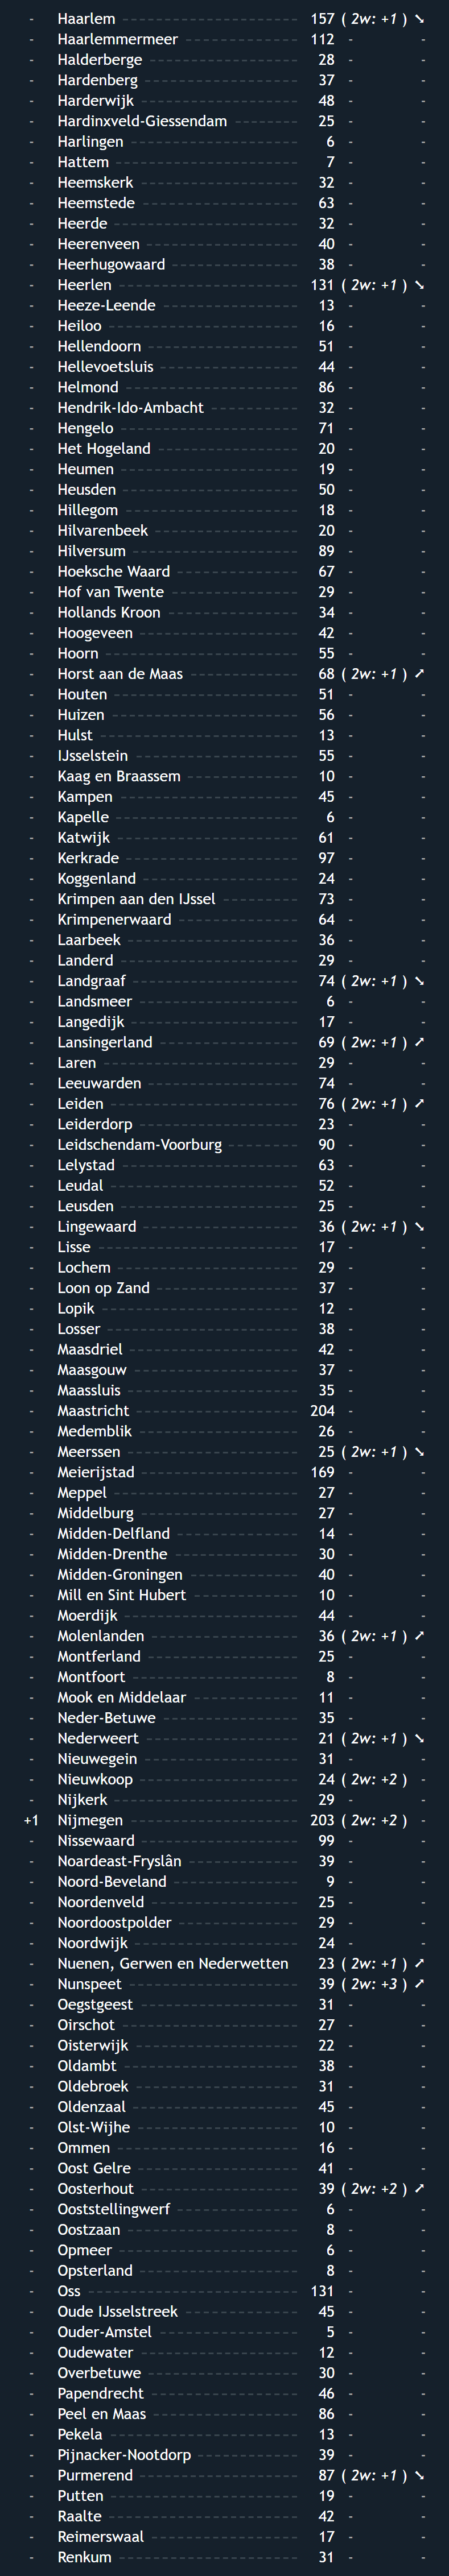 - Haarlem 157 ( 2w: +1 ) ➘
- Haarlemmermeer 112 - -
- Halderberge 28 - -
- Hardenberg 37 - -
- Harderwijk 48 - -
- Hardinxveld-Giessendam 25 - -
- Harlingen 6 - -
- Hattem 7 - -
- Heemskerk 32 - -
- Heemstede 63 - -
- Heerde 32 - -
- Heerenveen 40 - -
- Heerhugowaard 38 - -
- Heerlen 131 ( 2w: +1 ) ➘
- Heeze-Leende 13 - -
- Heiloo 16 - -
- Hellendoorn 51 - -
- Hellevoetsluis 44 - -
- Helmond 86 - -
- Hendrik-Ido-Ambacht 32 - -
- Hengelo 71 - -
- Het Hogeland 20 - -
- Heumen 19 - -
- Heusden 50 - -
- Hillegom 18 - -
- Hilvarenbeek 20 - -
- Hilversum 89 - -
- Hoeksche Waard 67 - -
- Hof van Twente 29 - -
- Hollands Kroon 34 - -
- Hoogeveen 42 - -
- Hoorn 55 - -
- Horst aan de Maas 68 ( 2w: +1 ) ➚
- Houten 51 - -
- Huizen 56 - -
- Hulst 13 - -
- IJsselstein 55 - -
- Kaag en Braassem 10 - -
- Kampen 45 - -
- Kapelle 6 - -
- Katwijk 61 - -
- Kerkrade 97 - -
- Koggenland 24 - -
- Krimpen aan den IJssel 73 - -
- Krimpenerwaard 64 - -
- Laarbeek 36 - -
- Landerd 29 - -
- Landgraaf 74 ( 2w: +1 ) ➘
- Landsmeer 6 - -
- Langedijk 17 - -
- Lansingerland 69 ( 2w: +1 ) ➚
- Laren 29 - -
- Leeuwarden 74 - -
- Leiden 76 ( 2w: +1 ) ➚
- Leiderdorp 23 - -
- Leidschendam-Voorburg 90 - -
- Lelystad 63 - -
- Leudal 52 - -
- Leusden 25 - -
- Lingewaard 36 ( 2w: +1 ) ➘
- Lisse 17 - -
- Lochem 29 - -
- Loon op Zand 37 - -
- Lopik 12 - -
- Losser 38 - -
- Maasdriel 42 - -
- Maasgouw 37 - -
- Maassluis 35 - -
- Maastricht 204 - -
- Medemblik 26 - -
- Meerssen 25 ( 2w: +1 ) ➘
- Meierijstad 169 - -
- Meppel 27 - -
- Middelburg 27 - -
- Midden-Delfland 14 - -
- Midden-Drenthe 30 - -
- Midden-Groningen 40 - -
- Mill en Sint Hubert 10 - -
- Moerdijk 44 - -
- Molenlanden 36 ( 2w: +1 ) ➚
- Montferland 25 - -
- Montfoort 8 - -
- Mook en Middelaar 11 - -
- Neder-Betuwe 35 - -
- Nederweert 21 ( 2w: +1 ) ➘
- Nieuwegein 31 - -
- Nieuwkoop 24 ( 2w: +2 ) -
- Nijkerk 29 - -
+1 Nijmegen 203 ( 2w: +2 ) -
- Nissewaard 99 - -
- Noardeast-Fryslân 39 - -
- Noord-Beveland 9 - -
- Noordenveld 25 - -
- Noordoostpolder 29 - -
- Noordwijk 24 - -
- Nuenen, Gerwen en Nederwetten 23 ( 2w: +1 ) ➚
- Nunspeet 39 ( 2w: +3 ) ➚
- Oegstgeest 31 - -
- Oirschot 27 - -
- Oisterwijk 22 - -
- Oldambt 38 - -
- Oldebroek 31 - -
- Oldenzaal 45 - -
- Olst-Wijhe 10 - -
- Ommen 16 - -
- Oost Gelre 41 - -
- Oosterhout 39 ( 2w: +2 ) ➚
- Ooststellingwerf 6 - -
- Oostzaan 8 - -
- Opmeer 6 - -
- Opsterland 8 - -
- Oss 131 - -
- Oude IJsselstreek 45 - -
- Ouder-Amstel 5 - -
- Oudewater 12 - -
- Overbetuwe 30 - -
- Papendrecht 46 - -
- Peel en Maas 86 - -
- Pekela 13 - -
- Pijnacker-Nootdorp 39 - -
- Purmerend 87 ( 2w: +1 ) ➘
- Putten 19 - -
- Raalte 42 - -
- Reimerswaal 17 - -
- Renkum 31 - -